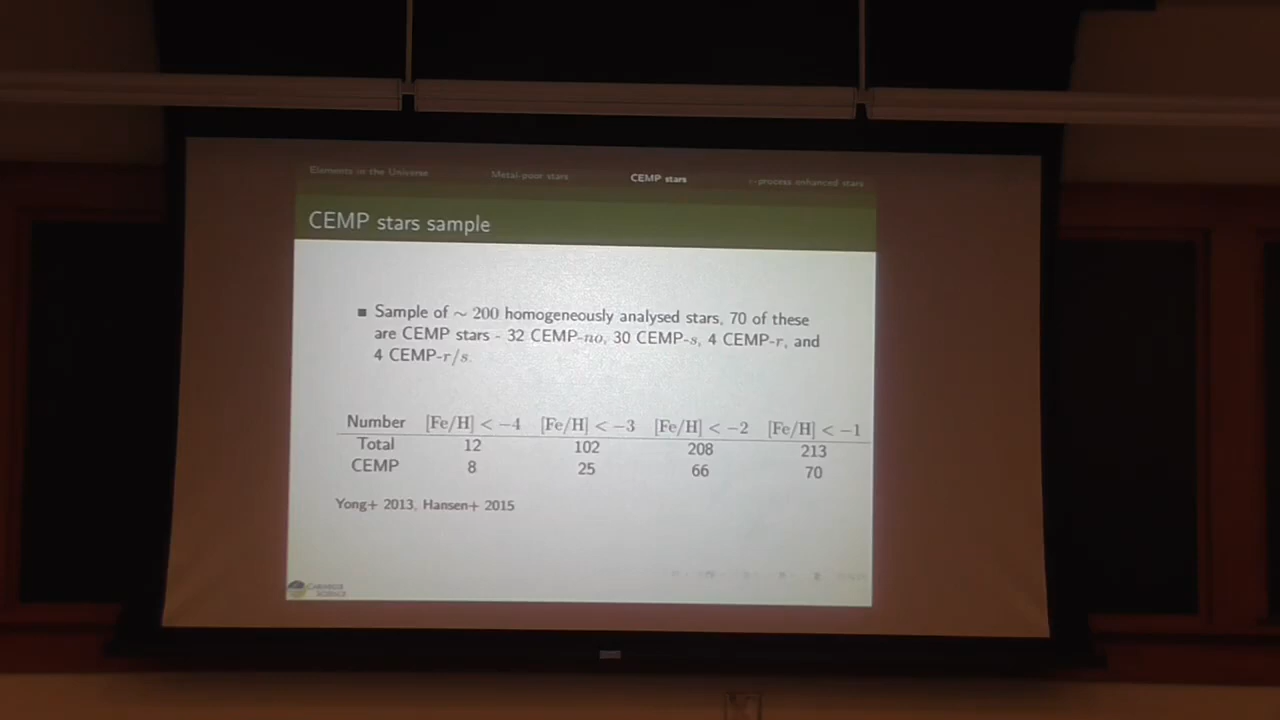 Elements in the Universe Metal-poor stars CEMP stars r-process enhanced stars
CEMP stars sample
■ Sample of ~ 200 homogeneously analysed stars, 70 of these
are CEMP stars - 32 CEMP-no, 30 CEMP-s, 4 CEMP-r, and
4 CEMP-r/s.
Number [Fe/H] < −4 [Fe/H] < −3 [Fe/H] < −2 [Fe/H] < −1
Total 12 102 208 213
CEMP 8 25 66 70
Yong+ 2013, Hansen+ 2015
CARNEGIE
SCIENCE